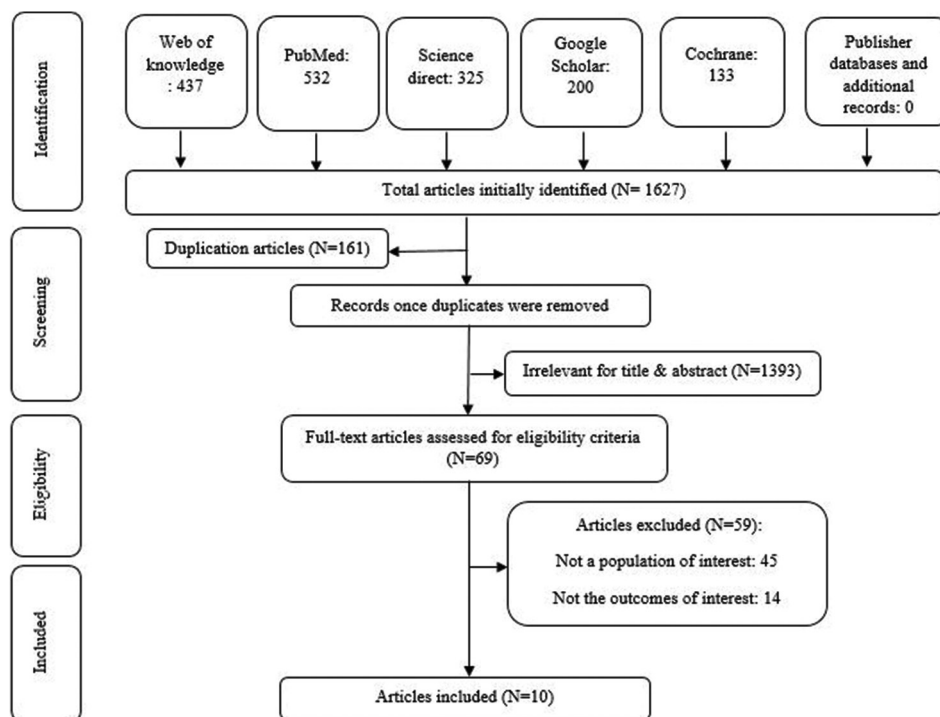 Identification
Web of
knowledge
: 437
PubMed:
532
Science
direct: 325
Google
Scholar:
200
Cochrane:
133
Publisher
databases and
additional
records: 0
Total articles initially identified (N= 1627)
Screening
Duplication articles (N=161)
Records once duplicates were removed
Irrelevant for title & abstract (N=1393)
Eligibility
Full-text articles assessed for eligibility criteria
(N=69)
Articles excluded (N=59):
Not a population of interest: 45
Not the outcomes of interest: 14
Included
Articles included (N=10)